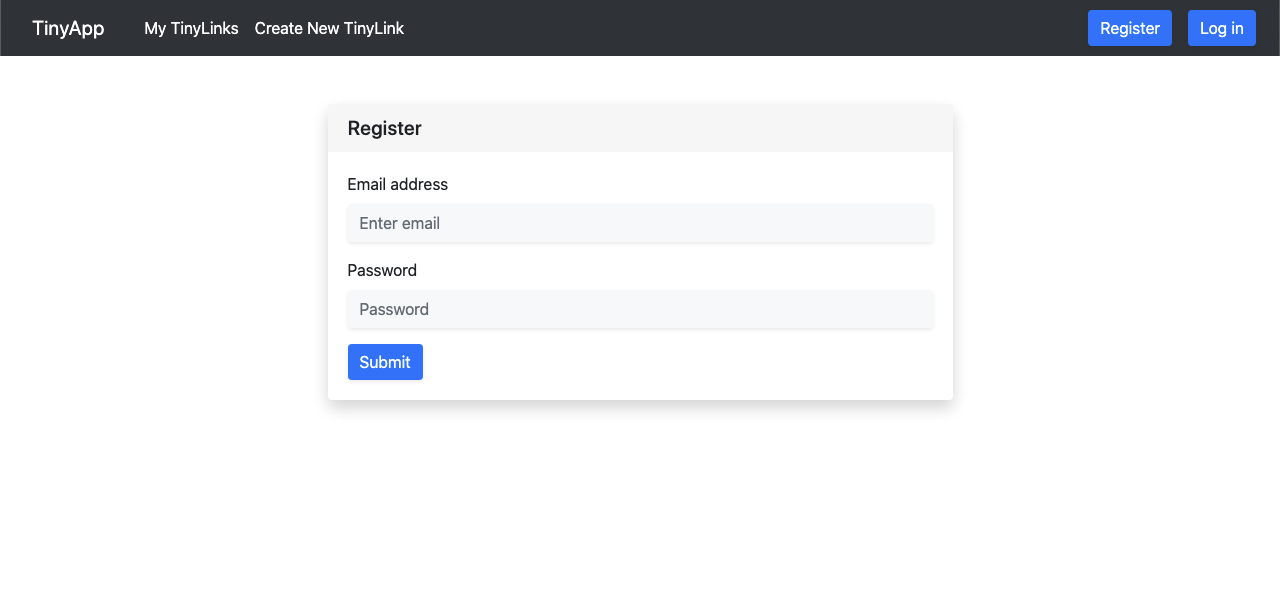 TinyApp My TinyLinks Create New TinyLink Register Log in
Register
Email address
Enter email
Password
Password
Submit